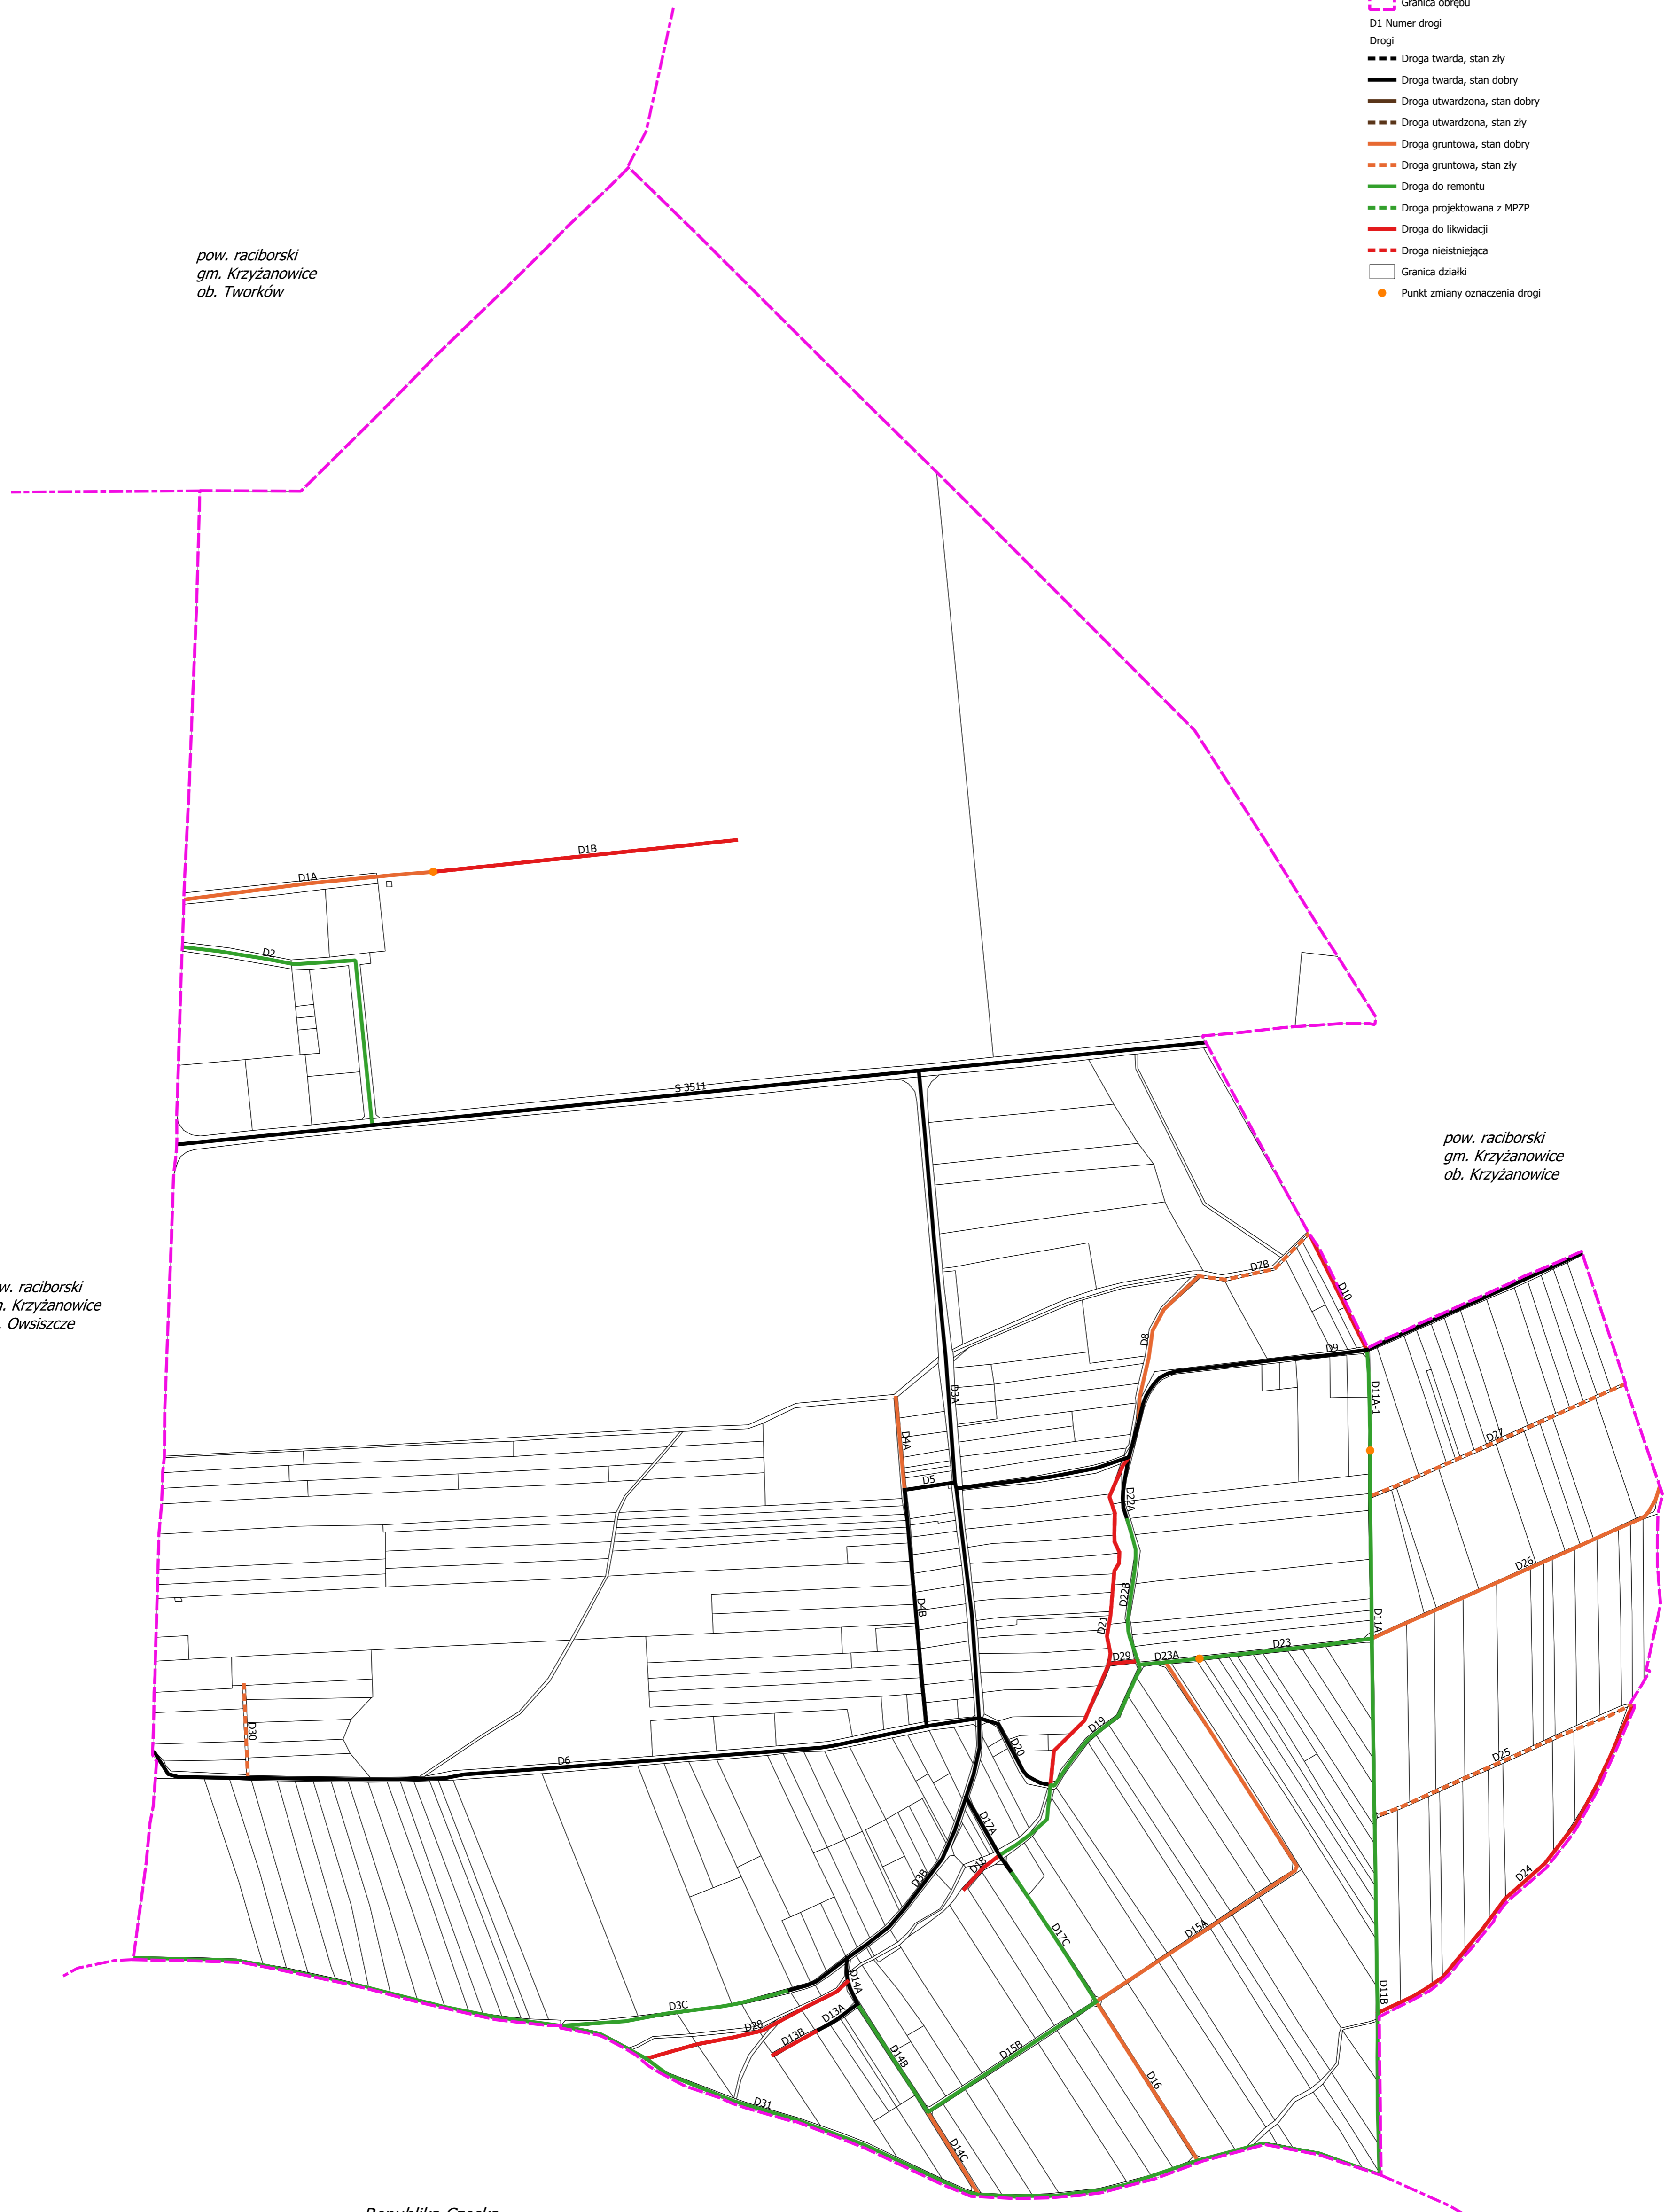 Granica obrębu
D1 Numer drogi
Drogi
Droga twarda, stan zły
Droga twarda, stan dobry
Droga utwardzona, stan dobry
Droga utwardzona, stan zły
Droga gruntowa, stan dobry
Droga gruntowa, stan zły
Droga do remontu
Droga projektowana z MPZP
Droga do likwidacji
Droga nieistniejąca
Granica działki
Punkt zmiany oznaczenia drogi
pow. raciborski
gm. Krzyżanowice
ob. Tworków
D1B
D1A
D2
S 3511
pow. raciborski
gm. Krzyżanowice
ob. Krzyżanowice
raciborski
Krzyżanowice
Owsiszcze
D7B
D10
D8
D9
D3A
D11A-1
D4A
D27
D5
D22A
D26
D22B
D4B
D21
D11A
D23
D29
D23A
D30
D19
D20
D25
D6
D17A
D18
D3B
D24
D15A
D17C
D14A
D11B
D3C
D13A
D28
D13B
D14B
D15B
D16
D31
D14C